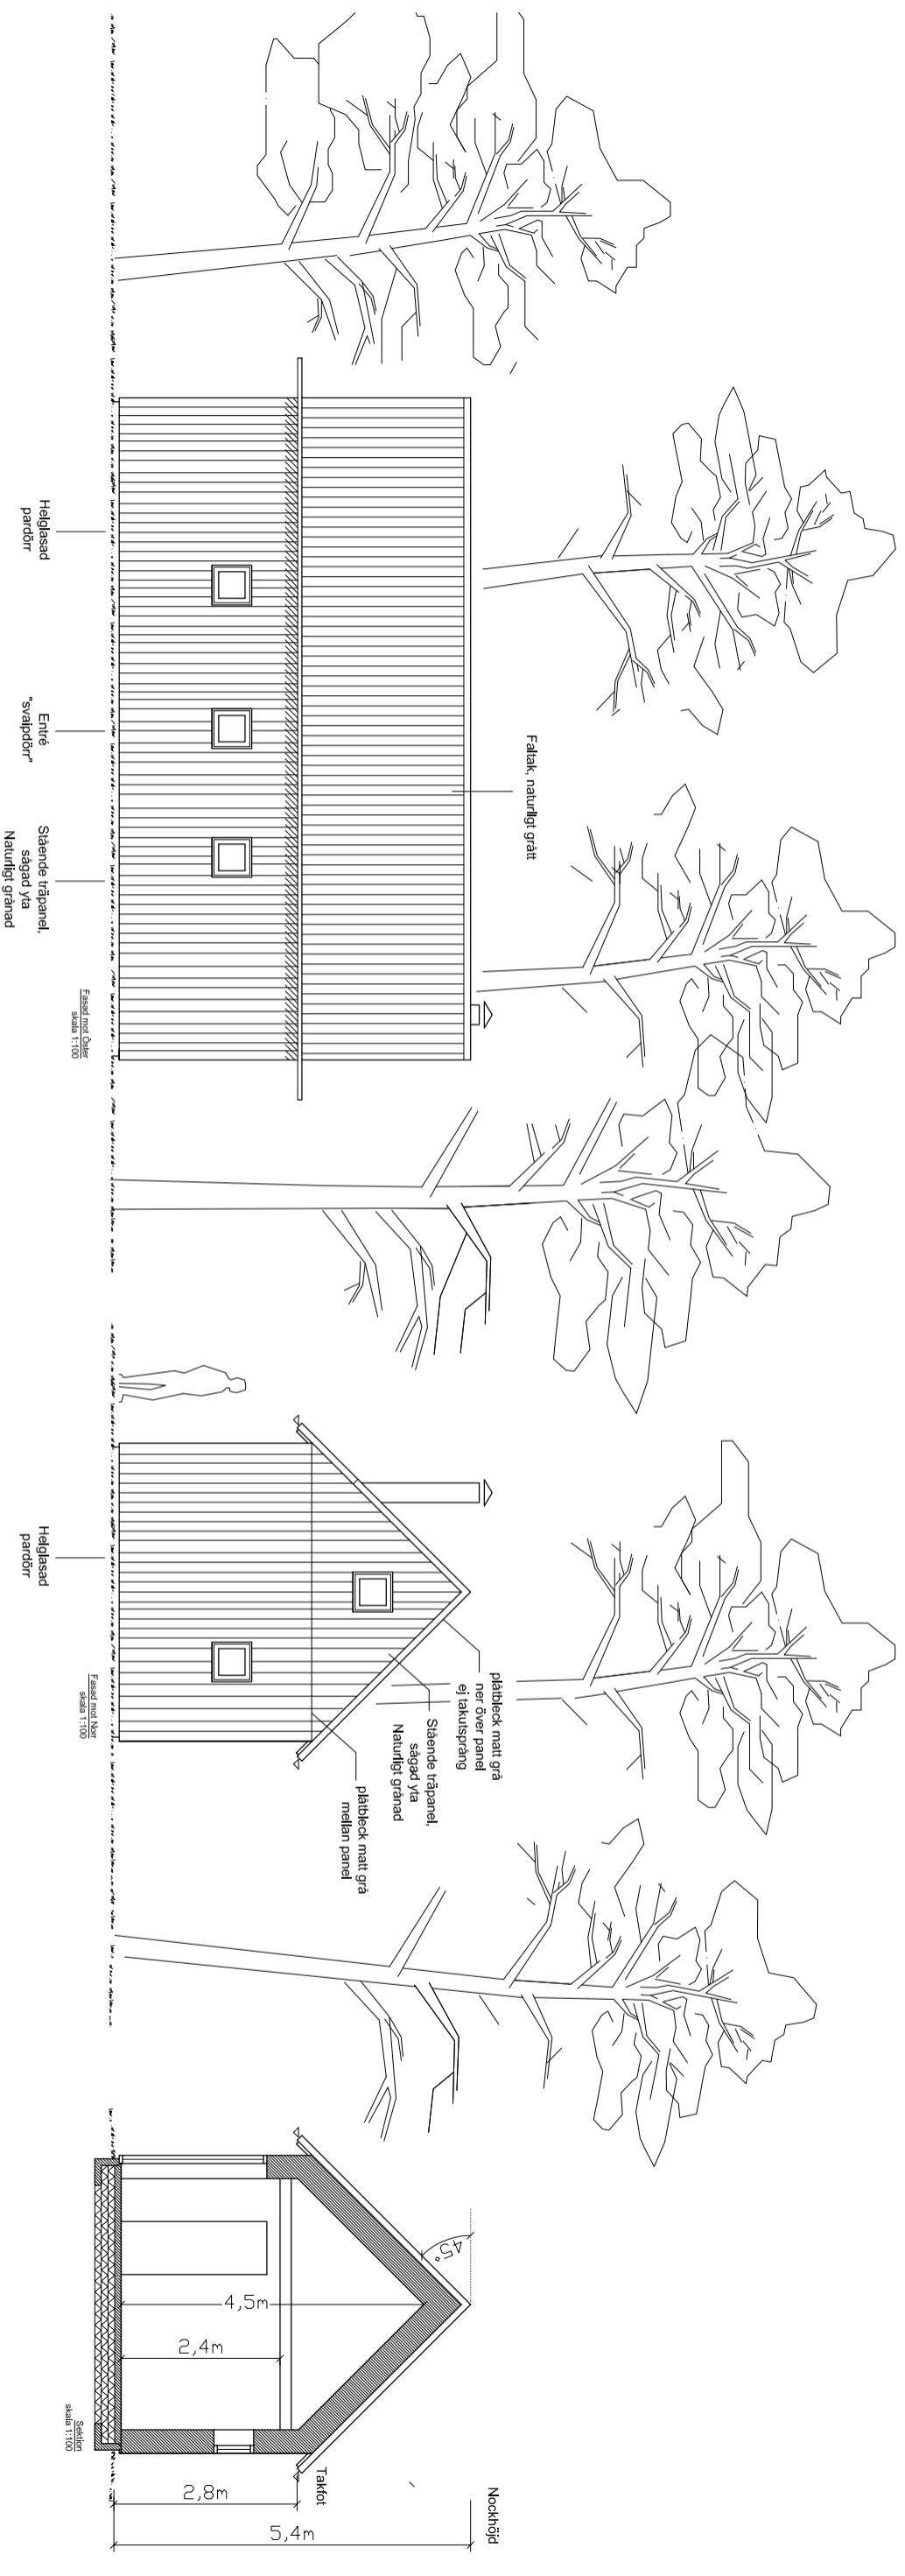 Faltak, naturligt grått
Helglasad
pardörr
Entré
"svaipdörr"
Stående träpanel,
sågad yta
Naturligt grånad
Fasad mot Öster
skala 1:100
plåtbleck matt grå
ner över panel
ej takutsprång
Stående träpanel,
sågad yta
Naturligt grånad
plåtbleck matt grå
mellan panel
Helglasad
pardörr
Fasad mot Norr
skala 1:100
45°
4,5m
2,4m
Nockhöjd
Takfot
2,8m
5,4m
Sektion
skala 1:100